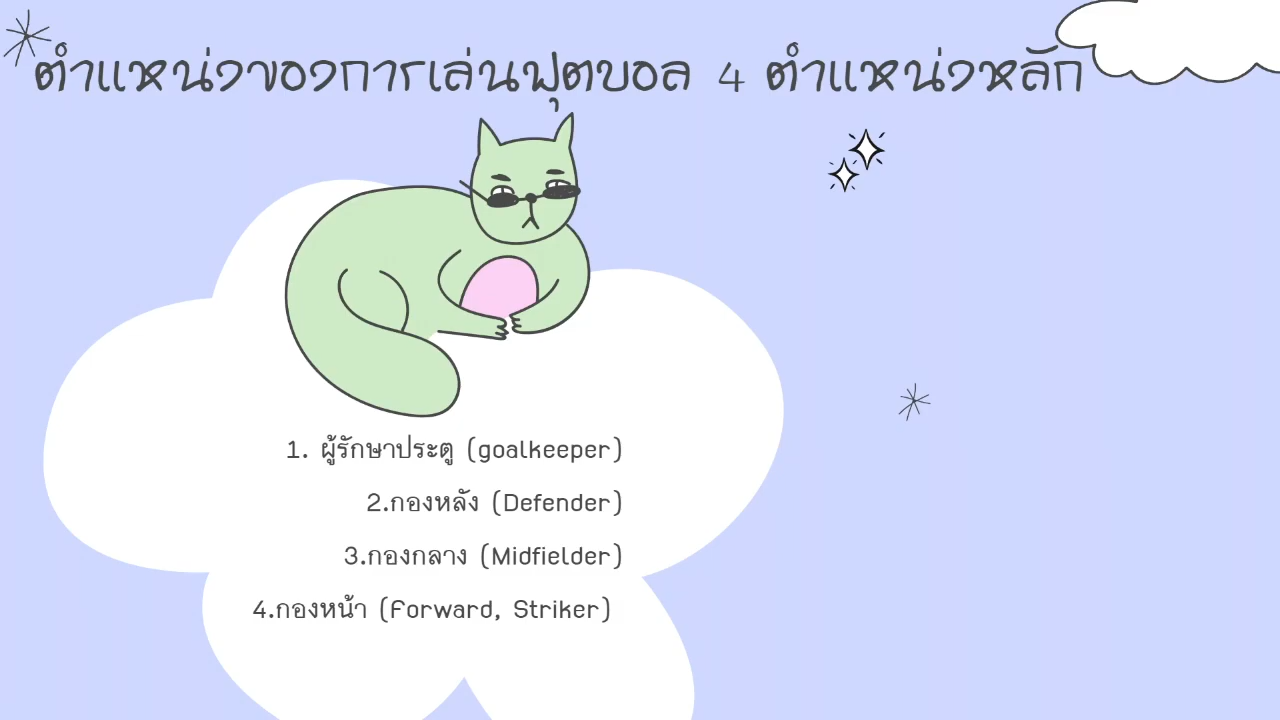 ตำแหน่งของการเล่นฟุตบอล 4 ตำแหน่งหลัก
1. ผู้รักษาประตู (goalkeeper)
2.กองหลัง (Defender)
3.กองกลาง (Midfielder)
4.กองหน้า (Forward, Striker)